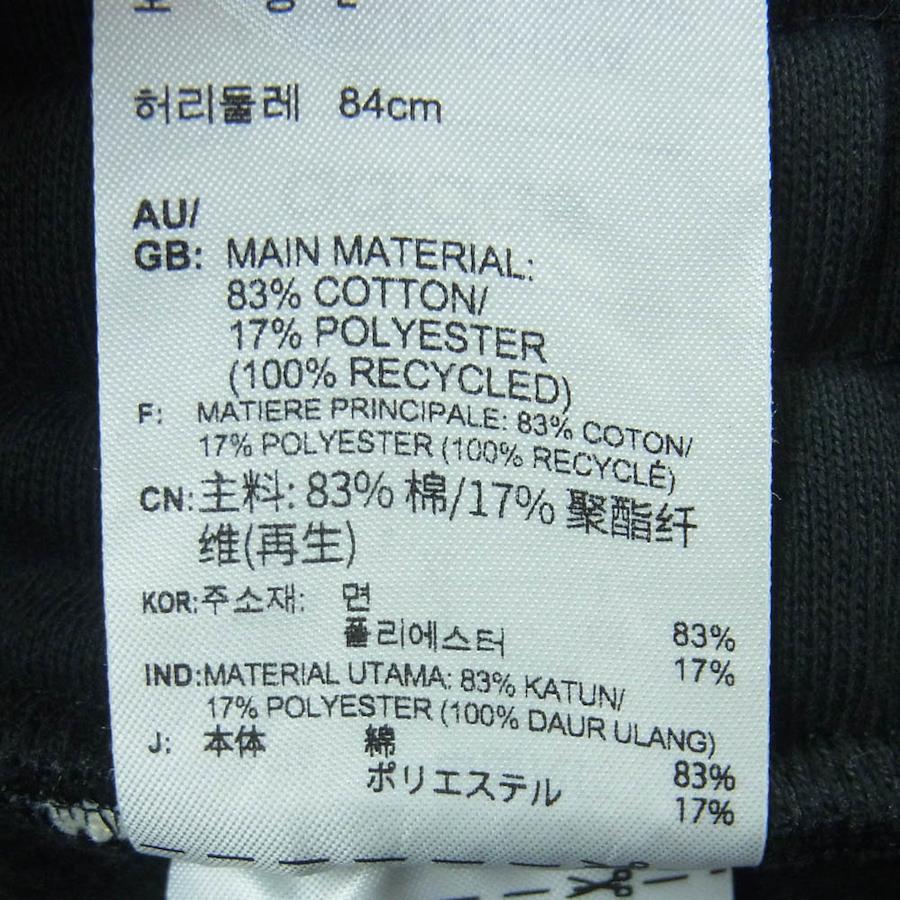 허리둘레 84cm
AU/
GB: MAIN MATERIAL:
83% COTTON/
17% POLYESTER
(100% RECYCLED)
F: MATIERE PRINCIPALE: 83% COTON/
17% POLYESTER (100% RECYCLÉ)
CN: 主料: 83% 棉/17% 聚酯纤
维(再生)
KOR: 주소재: 면 83%
폴리에스터 17%
IND: MATERIAL UTAMA: 83% KATUN/
17% POLYESTER (100% DAUR ULANG)
J: 本体 綿 83%
ポリエステル 17%